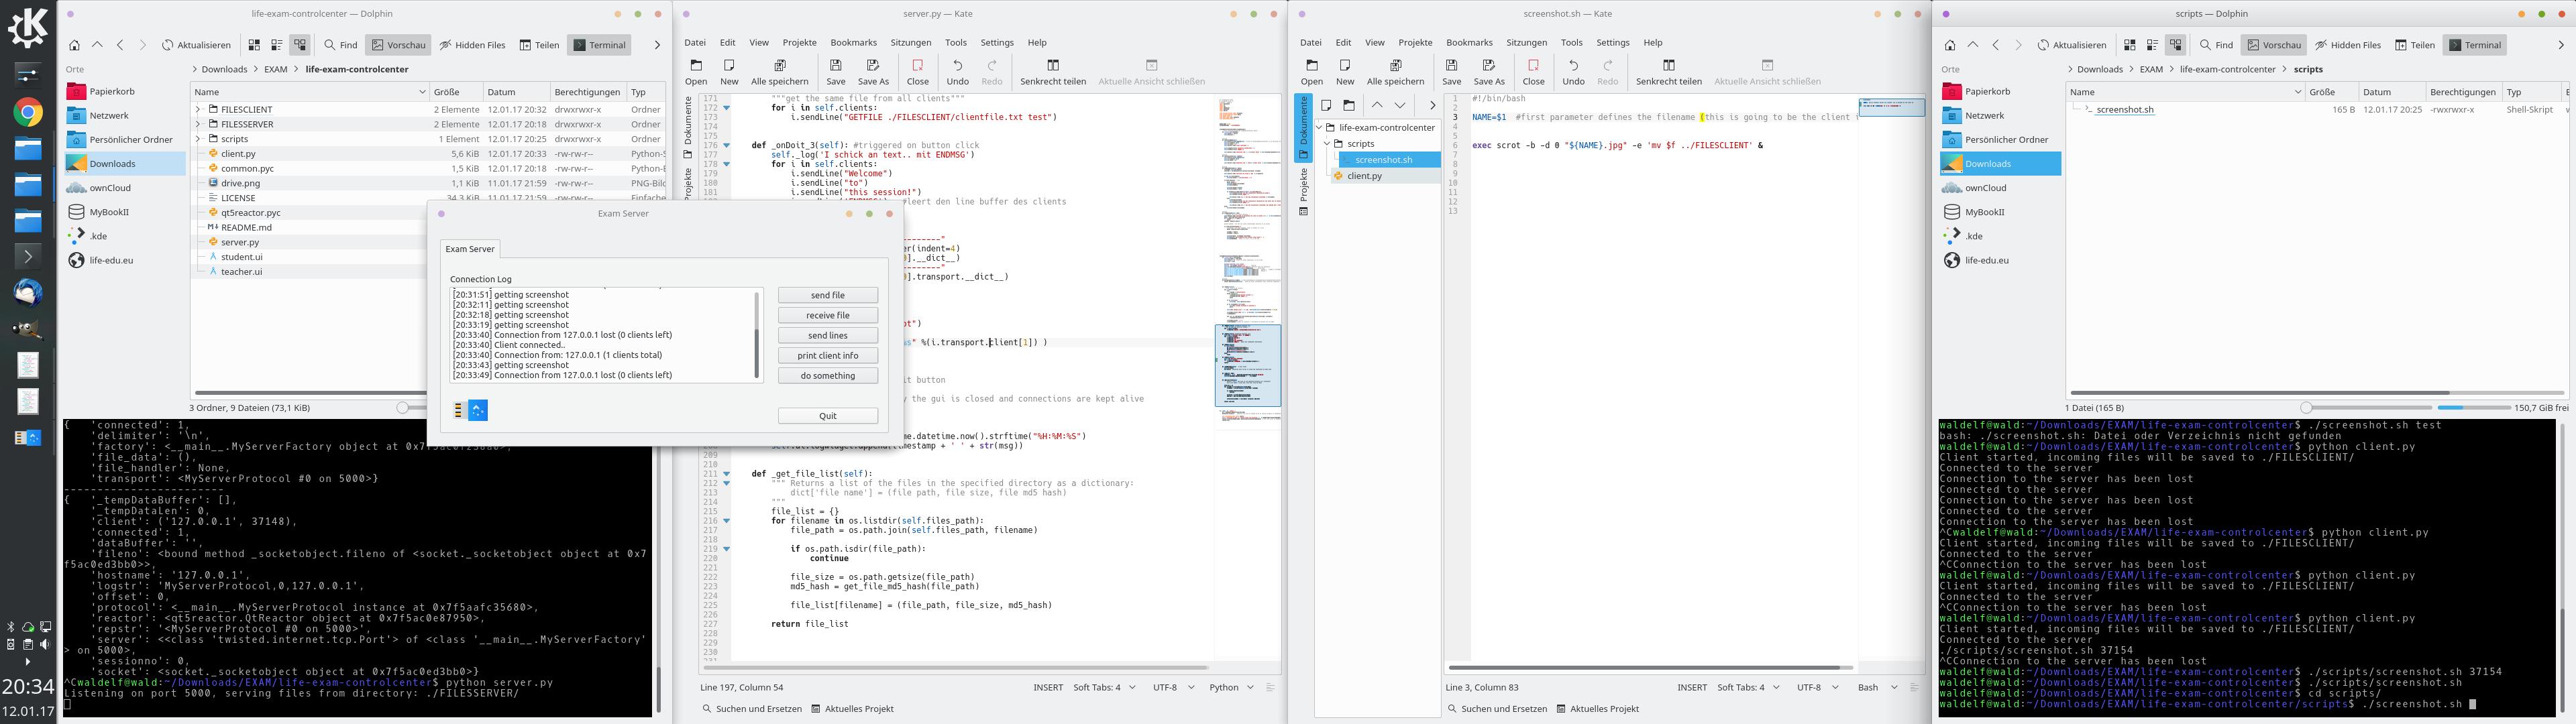 life-exam-controlcenter — Dolphin
Aktualisieren
Find
Vorschau
Hidden Files
Teilen
Terminal
Orte
Papierkorb
Netzwerk
Persönlicher Ordner
Downloads
ownCloud
MyBookII
.kde
life-edu.eu
> Downloads > EXAM > life-exam-controlcenter
Name Größe Datum Berechtigungen Typ
FILESCLIENT 2 Elemente 12.01.17 20:32 drwxrwxr-x Ordner
FILESSERVER 2 Elemente 12.01.17 20:18 drwxrwxr-x Ordner
scripts 1 Element 12.01.17 20:25 drwxrwxr-x Ordner
client.py 5,6 KiB 12.01.17 20:33 -rw-rw-r-- Python-S
common.pyc 1,5 KiB 12.01.17 20:18 -rw-rw-r-- Python-B
drive.png 1,1 KiB 11.01.17 21:59 -rw-rw-r-- PNG-Bild
LICENSE 34,3 KiB 11.01.17 21:59 -rw-rw-r-- Einfache
qt5reactor.pyc
README.md
server.py
student.ui
teacher.ui
3 Ordner, 9 Dateien (73,1 KiB)
{ 'connected': 1,
'delimiter': '\n',
'factory': <__main__.MyServerFactory object at
'file_data': (),
'file_handler': None,
'transport': <MyServerProtocol #0 on 5000>}
------------------------
{ '_tempDataBuffer': [],
'_tempDataLen': 0,
'client': ('127.0.0.1', 37148),
'connected': 1,
'dataBuffer': '',
'fileno': <bound method _socketobject.fileno of <socket._socketobject object at 0x7
f5ac0ed3bb0>>,
'hostname': '127.0.0.1',
'logstr': 'MyServerProtocol,0,127.0.0.1',
'offset': 0,
'protocol': <__main__.MyServerProtocol instance at 0x7f5aafc35680>,
'reactor': <qt5reactor.QtReactor object at 0x7f5ac0e87950>,
'repstr': '<MyServerProtocol #0 on 5000>',
'server': <<class 'twisted.internet.tcp.Port'> of <class '__main__.MyServerFactory'
> on 5000>,
'sessionno': 0,
'socket': <socket._socketobject object at 0x7f5ac0ed3bb0>}
^Cwaldelf@wald:~/Downloads/EXAM/life-exam-controlcenter$ python server.py
Listening on port 5000, serving files from directory: ./FILESSERVER/
20:34
12.01.17
Exam Server
Exam Server
Connection Log
[20:31:51] getting screenshot
[20:32:11] getting screenshot
[20:32:18] getting screenshot
[20:33:19] getting screenshot
[20:33:40] Connection from 127.0.0.1 lost (0 clients left)
[20:33:40] Client connected..
[20:33:40] Connection from: 127.0.0.1 (1 clients total)
[20:33:43] getting screenshot
[20:33:49] Connection from 127.0.0.1 lost (0 clients left)
send file
receive file
send lines
print client info
do something
Quit
server.py — Kate
Datei Edit View Projekte Bookmarks Sitzungen Tools Settings Help
Open New Alle speichern Save Save As Close Undo Redo Senkrecht teilen Aktuelle Ansicht schließen
Dokumente
Projekte
171 """get the same file from all clients"""
172 for i in self.clients:
173 i.sendLine("GETFILE ./FILESCLIENT/clientfile.txt test")
174
175
176 def _onDoit_3(self): #triggered on button click
177 self._log('I schick an text.. mit ENDMSG')
178 for i in self.clients:
179 i.sendLine("Welcome")
180 i.sendLine("to")
181 i.sendLine("this session!")
#leert den line buffer des clients
---------"
er(indent=4)
0].__dict__)
---------"
0].transport.__dict__)
ot")
%s" %(i.transport.client[1]) )
it button
y the gui is closed and connections are kept alive
me.datetime.now().strftime("%H:%M:%S")
imestamp + ' ' + str(msg))
209
210
211 def _get_file_list(self):
212 """ Returns a list of the files in the specified directory as a dictionary:
213 dict['file name'] = (file path, file size, file md5 hash)
214 """
215 file_list = {}
216 for filename in os.listdir(self.files_path):
217 file_path = os.path.join(self.files_path, filename)
218
219 if os.path.isdir(file_path):
220 continue
221
222 file_size = os.path.getsize(file_path)
223 md5_hash = get_file_md5_hash(file_path)
224
225 file_list[filename] = (file_path, file_size, md5_hash)
226
227 return file_list
228
229
230
Line 197, Column 54 INSERT Soft Tabs: 4 UTF-8 Python
Suchen und Ersetzen Aktuelles Projekt
screenshot.sh — Kate
Datei Edit View Projekte Bookmarks Sitzungen Tools Settings Help
Open New Alle speichern Save Save As Close Undo Redo Senkrecht teilen Aktuelle Ansicht schließen
Dokumente
Projekte
life-exam-controlcenter
scripts
screenshot.sh
client.py
1 #!/bin/bash
2
3 NAME=$1 #first parameter defines the filename (this is going to be the client i
4
5
6 exec scrot -b -d 0 "${NAME}.jpg" -e 'mv $f ../FILESCLIENT' &
7
8
9
10
11
12
13
Line 3, Column 83 INSERT Soft Tabs: 4 UTF-8 Bash
Suchen und Ersetzen Aktuelles Projekt
scripts — Dolphin
Aktualisieren
Find
Vorschau
Hidden Files
Teilen
Terminal
Orte
Papierkorb
Netzwerk
Persönlicher Ordner
Downloads
ownCloud
MyBookII
.kde
life-edu.eu
> Downloads > EXAM > life-exam-controlcenter > scripts
Name Größe Datum Berechtigungen Typ
screenshot.sh 165 B 12.01.17 20:25 -rwxrwxr-x Shell-Skript
1 Datei (165 B) 150,7 GiB frei
waldelf@wald:~/Downloads/EXAM/life-exam-controlcenter$ ./screenshot.sh test
bash: ./screenshot.sh: Datei oder Verzeichnis nicht gefunden
waldelf@wald:~/Downloads/EXAM/life-exam-controlcenter$ python client.py
Client started, incoming files will be saved to ./FILESCLIENT/
Connected to the server
Connection to the server has been lost
Connected to the server
Connection to the server has been lost
Connected to the server
Connection to the server has been lost
^Cwaldelf@wald:~/Downloads/EXAM/life-exam-controlcenter$ python client.py
Client started, incoming files will be saved to ./FILESCLIENT/
Connected to the server
^CConnection to the server has been lost
waldelf@wald:~/Downloads/EXAM/life-exam-controlcenter$ python client.py
Client started, incoming files will be saved to ./FILESCLIENT/
Connected to the server
^CConnection to the server has been lost
waldelf@wald:~/Downloads/EXAM/life-exam-controlcenter$ python client.py
Client started, incoming files will be saved to ./FILESCLIENT/
Connected to the server
./scripts/screenshot.sh 37154
^CConnection to the server has been lost
waldelf@wald:~/Downloads/EXAM/life-exam-controlcenter$ ./scripts/screenshot.sh 37154
waldelf@wald:~/Downloads/EXAM/life-exam-controlcenter$ ./scripts/screenshot.sh
waldelf@wald:~/Downloads/EXAM/life-exam-controlcenter$ cd scripts/
waldelf@wald:~/Downloads/EXAM/life-exam-controlcenter/scripts$ ./screenshot.sh